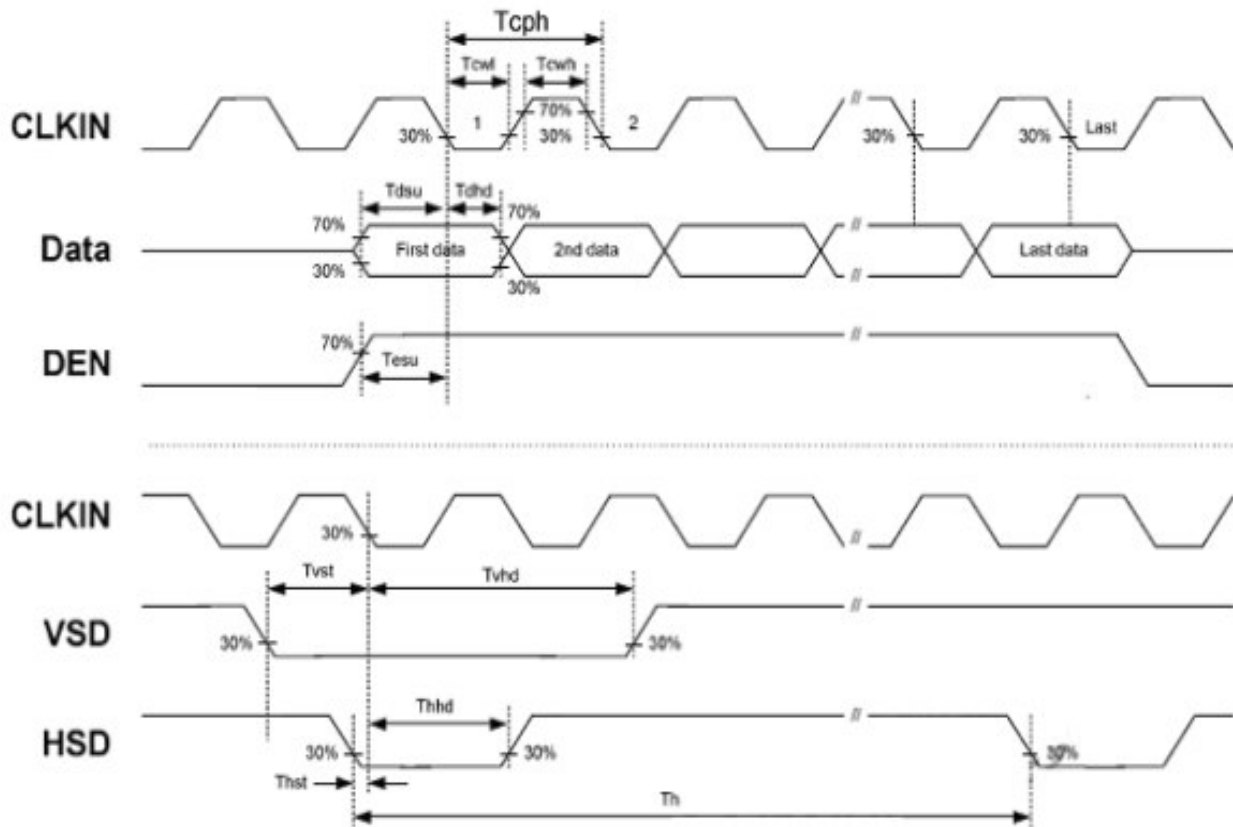 Tcph
Tcwl Tcwh
CLKIN 30% 1 70% 30% 2 30% 30% Last
Tdsu Tdhd
70% 70%
Data First data 2nd data Last data
30% 30%
DEN 70%
Tesu
CLKIN 30%
Tvst Tvhd
VSD 30% 30%
Thhd
HSD 30% 30% 30%
Thst
Th